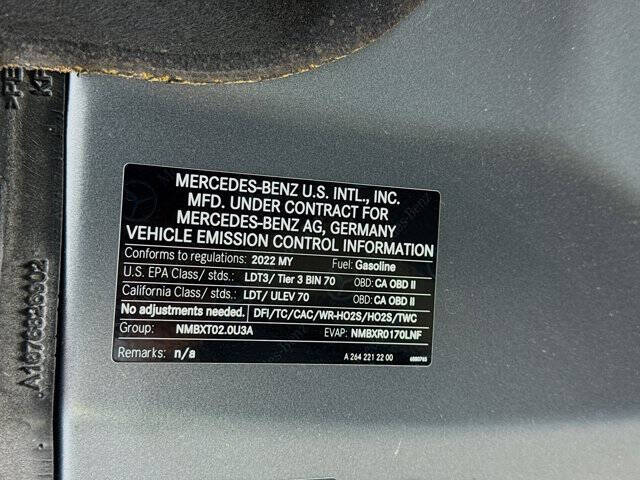 MERCEDES-BENZ U.S. INTL., INC.
MFD. UNDER CONTRACT FOR
MERCEDES-BENZ AG, GERMANY
VEHICLE EMISSION CONTROL INFORMATION
Conforms to regulations: 2022 MY Fuel: Gasoline
U.S. EPA Class/ stds.: LDT3/ Tier 3 BIN 70 OBD: CA OBD II
California Class/ stds.: LDT/ ULEV 70 OBD: CA OBD II
No adjustments needed. DFI/TC/CAC/WR-HO2S/HO2S/TWC
Group: NMBXT02.0U3A EVAP: NMBXR0170LNF
Remarks: n/a A 264 221 22 00